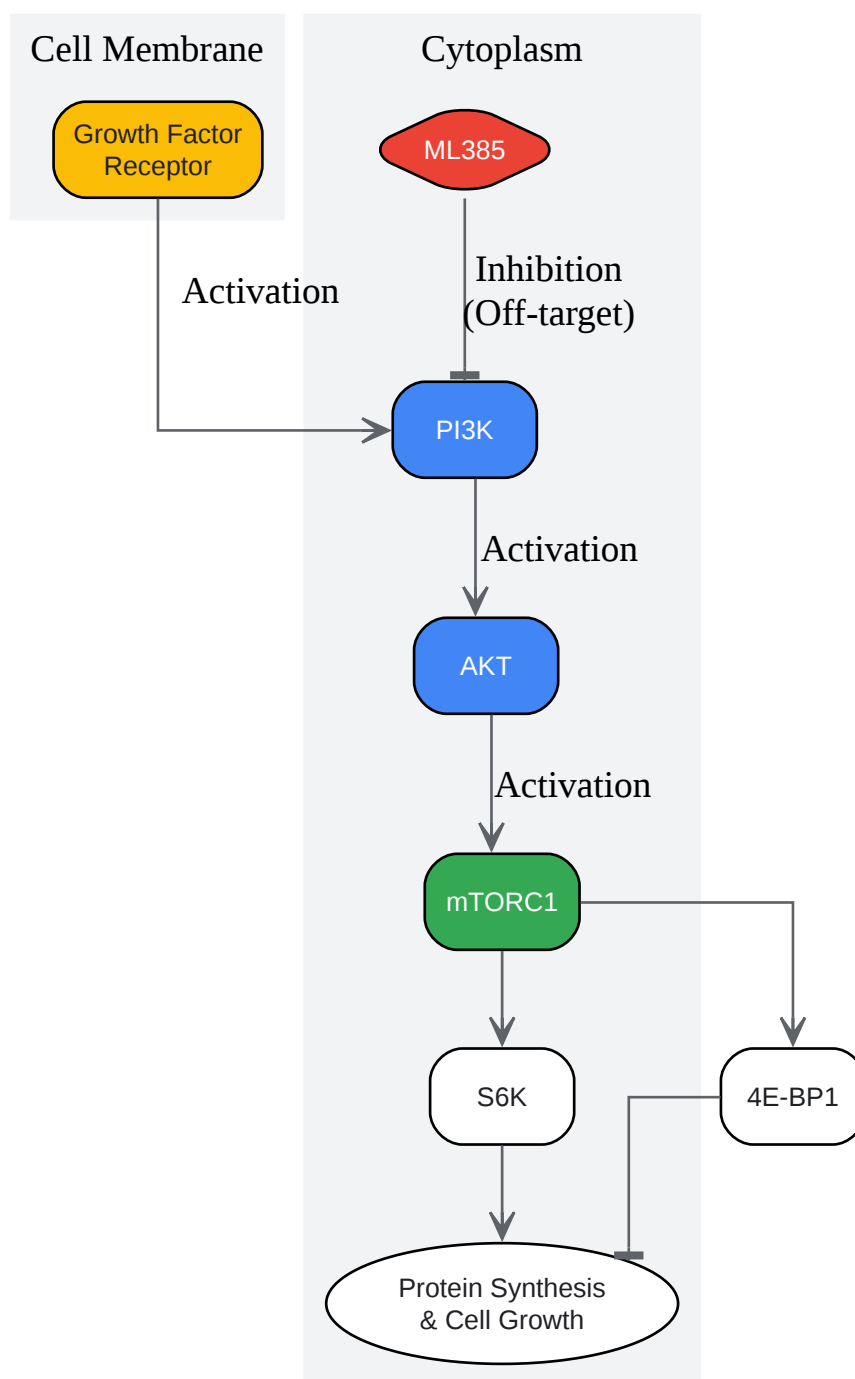 Cell Membrane
Cytoplasm
Growth Factor
Receptor
ML385
Activation
Inhibition
(Off-target)
PI3K
Activation
AKT
Activation
mTORC1
S6K
4E-BP1
Protein Synthesis
& Cell Growth